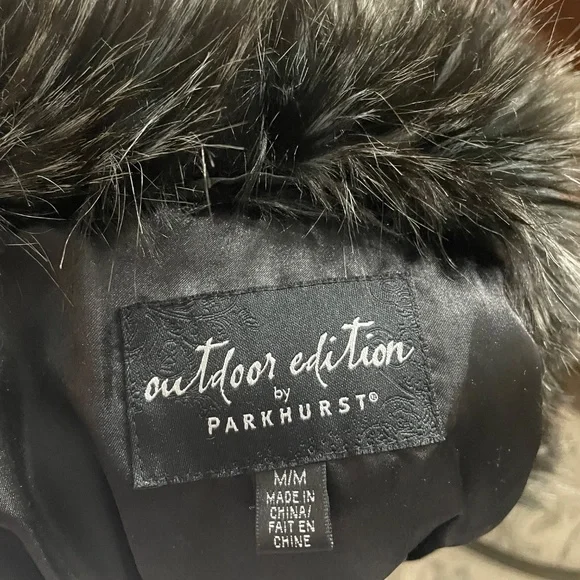 outdoor edition
by
PARKHURST®
M/M
MADE IN
CHINA/
FAIT EN
CHINE